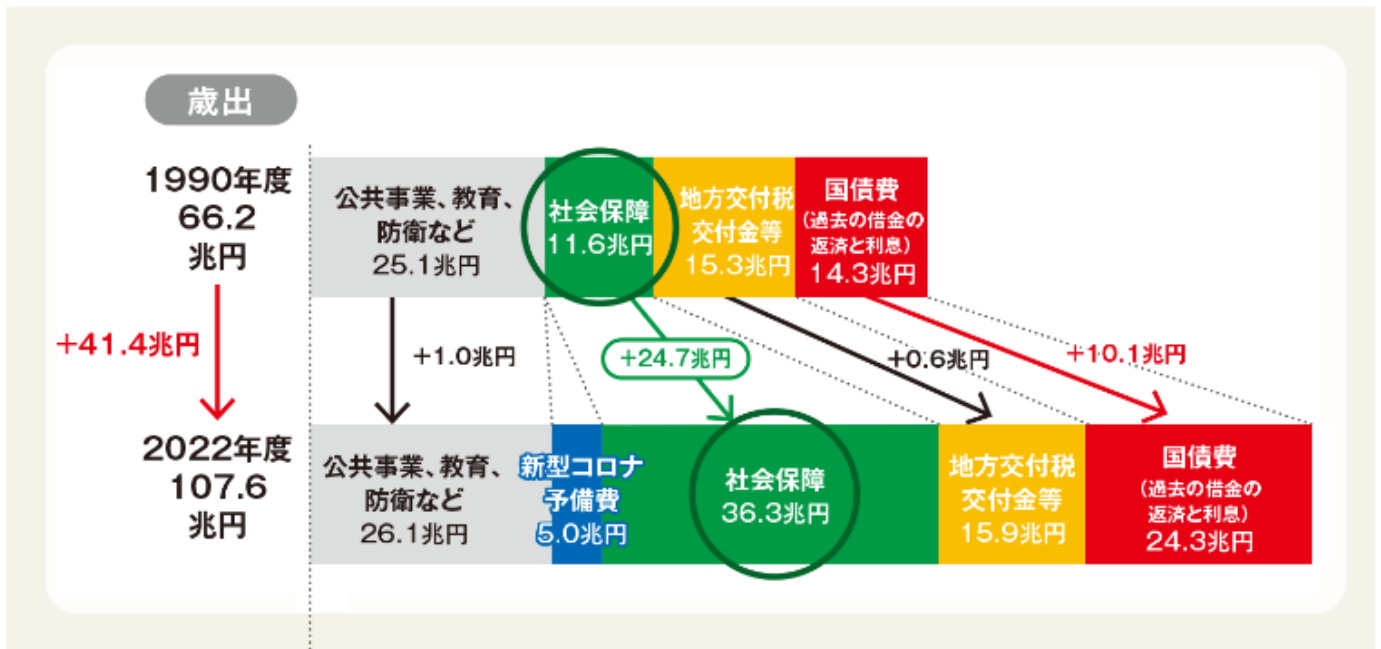 歳出
1990年度
66.2
兆円
公共事業、教育、
防衛など
25.1兆円
社会保障
11.6兆円
地方交付税
交付金等
15.3兆円
国債費
(過去の借金の
返済と利息)
14.3兆円
+41.4兆円
+1.0兆円
+24.7兆円
+0.6兆円
+10.1兆円
2022年度
107.6
兆円
公共事業、教育、
防衛など
26.1兆円
新型コロナ
予備費
5.0兆円
社会保障
36.3兆円
地方交付税
交付金等
15.9兆円
国債費
(過去の借金の
返済と利息)
24.3兆円